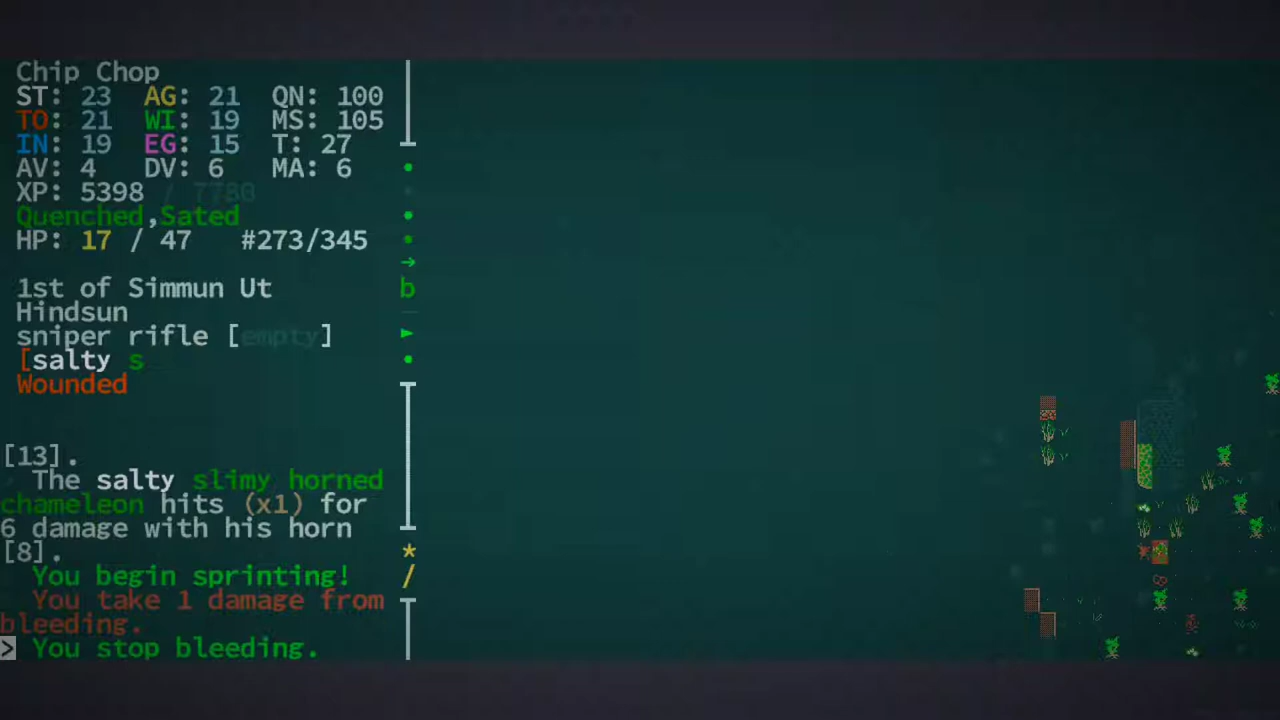 Chip Chop
ST: 23 AG: 21 QN: 100
TO: 21 WI: 19 MS: 105
IN: 19 EG: 15 T: 27
AV: 4 DV: 6 MA: 6
XP: 5398 / 7780
Quenched,Sated
HP: 17 / 47 #273/345
1st of Simmun Ut
Hindsun
sniper rifle [empty]
[salty s
Wounded
[13].
The salty slimy horned
chameleon hits (x1) for
6 damage with his horn
[8].
You begin sprinting!
You take 1 damage from
bleeding.
> You stop bleeding.
b
*
/